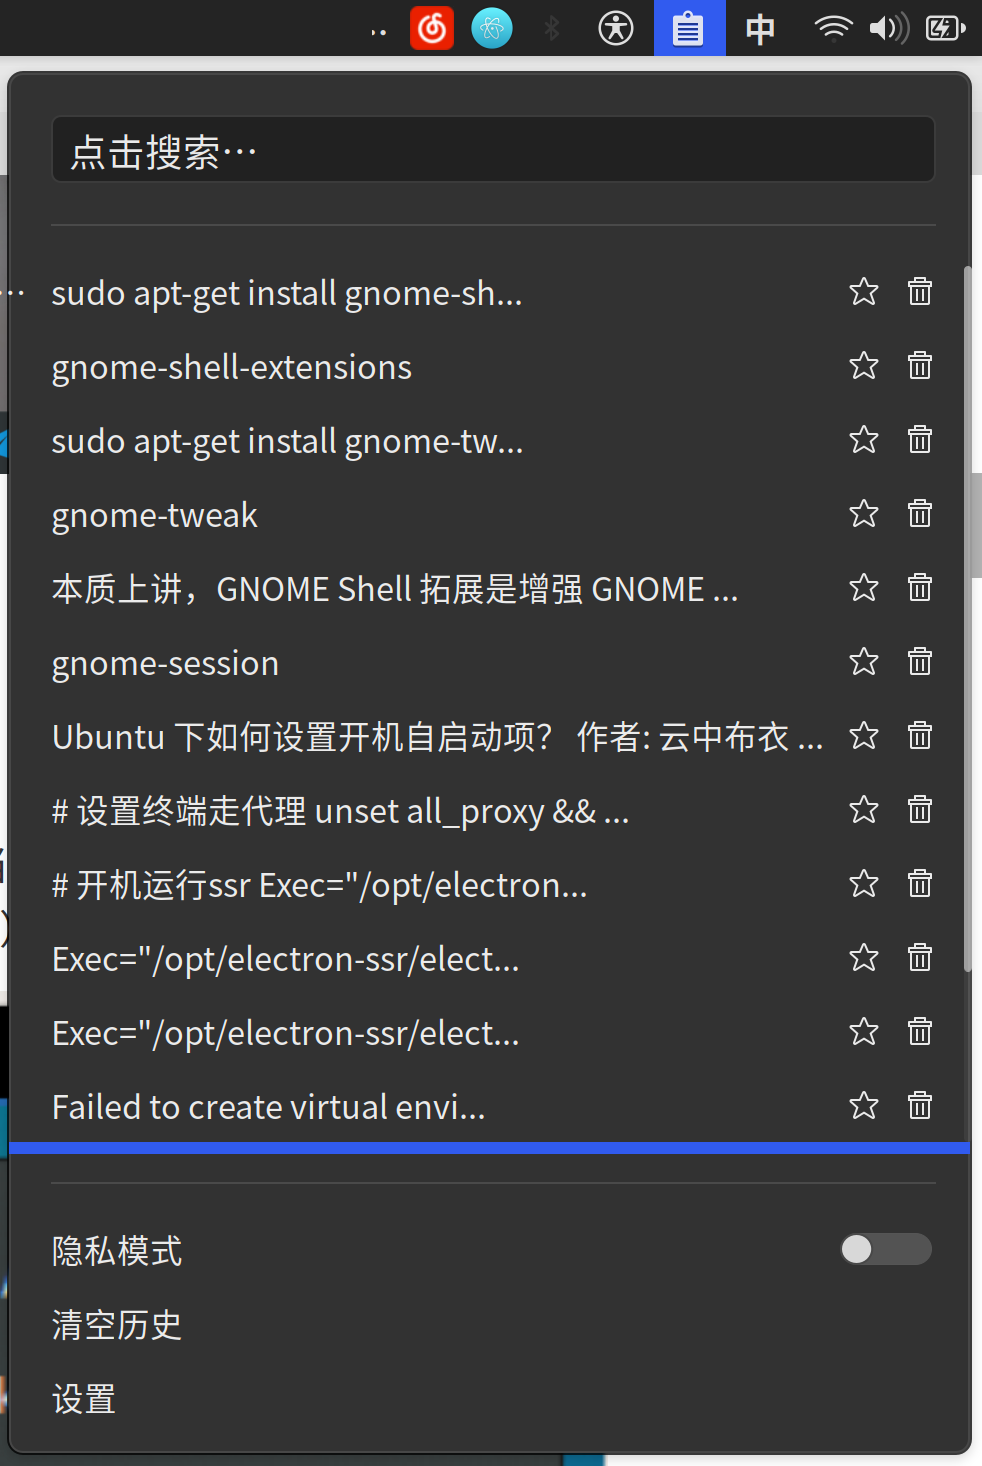 中
点击搜索…
sudo apt-get install gnome-sh...
gnome-shell-extensions
sudo apt-get install gnome-tw...
gnome-tweak
本质上讲，GNOME Shell 拓展是增强 GNOME ...
gnome-session
Ubuntu 下如何设置开机自启动项？ 作者: 云中布衣 ...
# 设置终端走代理 unset all_proxy && ...
# 开机运行ssr Exec="/opt/electron...
Exec="/opt/electron-ssr/elect...
Exec="/opt/electron-ssr/elect...
Failed to create virtual envi...
隐私模式
清空历史
设置